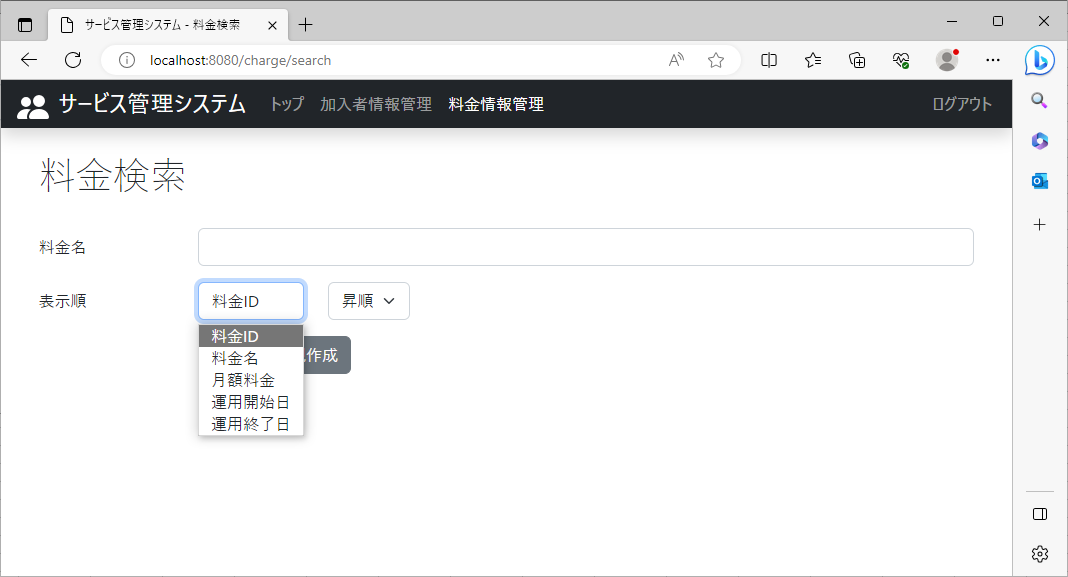 サービス管理システム - 料金検索
localhost:8080/charge/search
サービス管理システム トップ 加入者情報管理 料金情報管理 ログアウト
料金検索
料金名
表示順 料金ID 昇順
料金ID
作成
料金名
月額料金
運用開始日
運用終了日